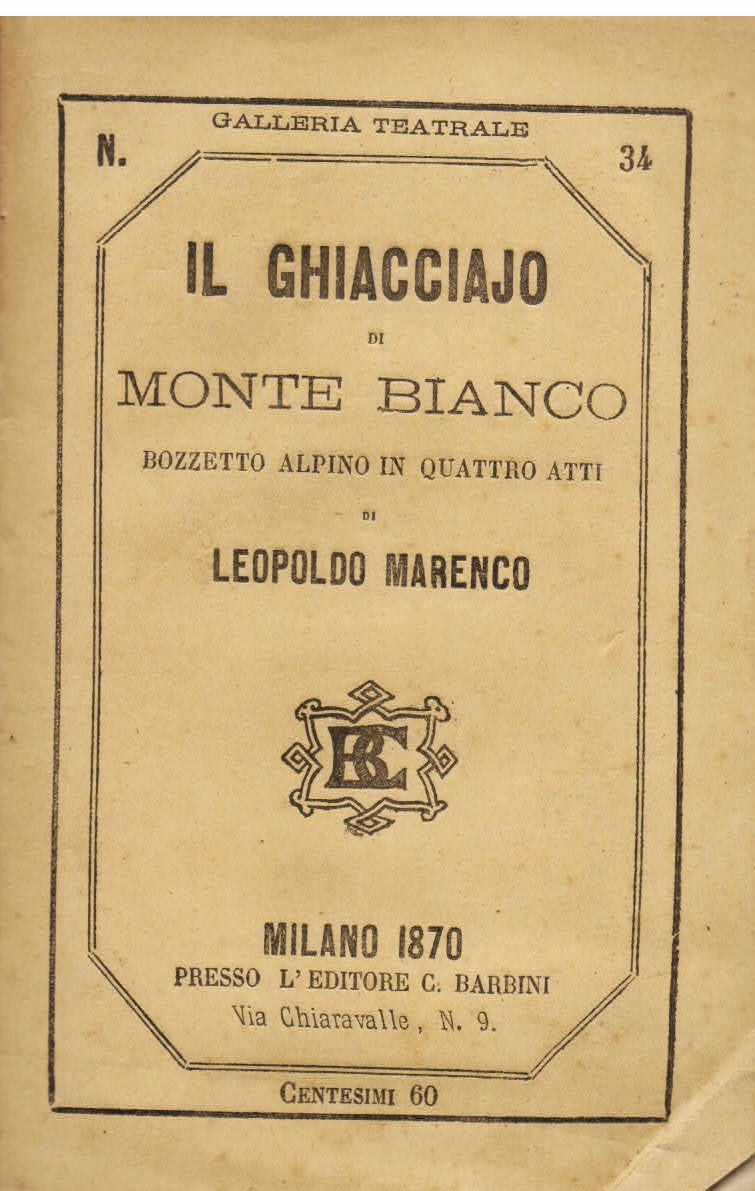 GALLERIA TEATRALE
N. 34
IL GHIACCIAJO
DI
MONTE BIANCO
BOZZETTO ALPINO IN QUATTRO ATTI
DI
LEOPOLDO MARENCO
BC
MILANO 1870
PRESSO L'EDITORE C. BARBINI
Via Chiaravalle, N. 9.
CENTESIMI 60